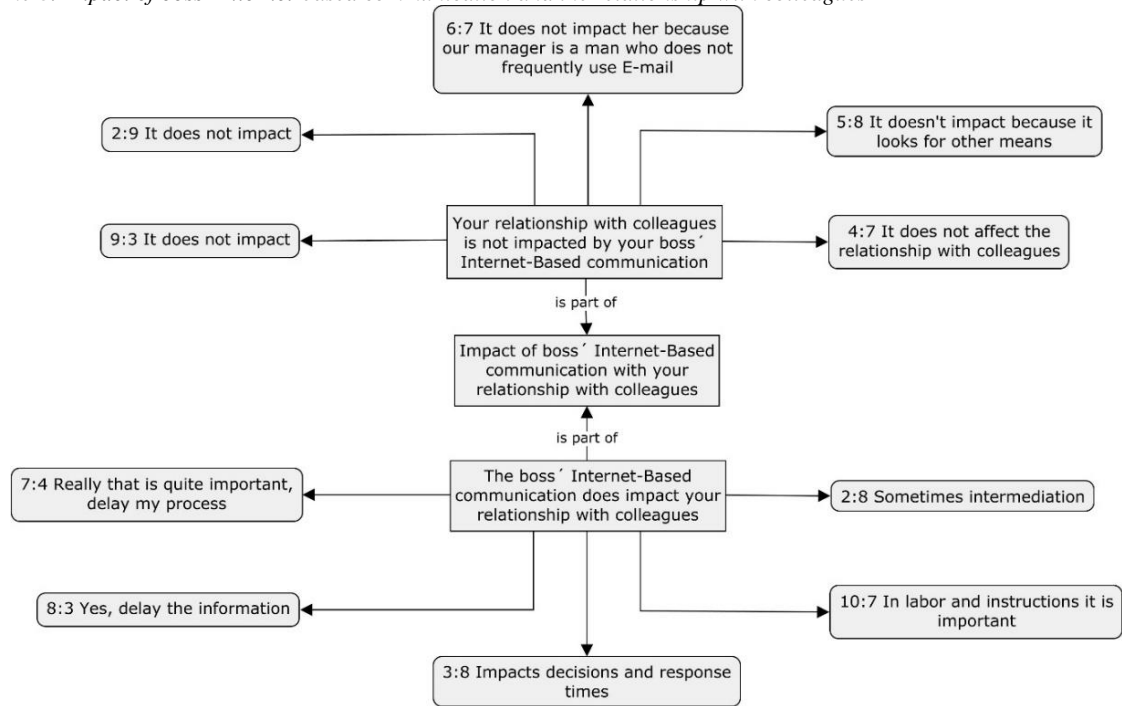 6:7 It does not impact her because
our manager is a man who does not
frequently use E-mail
2:9 It does not impact
5:8 It doesn't impact because it
looks for other means
9:3 It does not impact
Your relationship with colleagues
is not impacted by your boss´
Internet-Based communication
4:7 It does not affect the
relationship with colleagues
is part of
Impact of boss´ Internet-Based
communication with your
relationship with colleagues
is part of
7:4 Really that is quite important,
delay my process
The boss´ Internet-Based
communication does impact your
relationship with colleagues
2:8 Sometimes intermediation
8:3 Yes, delay the information
10:7 In labor and instructions it is
important
3:8 Impacts decisions and response
times